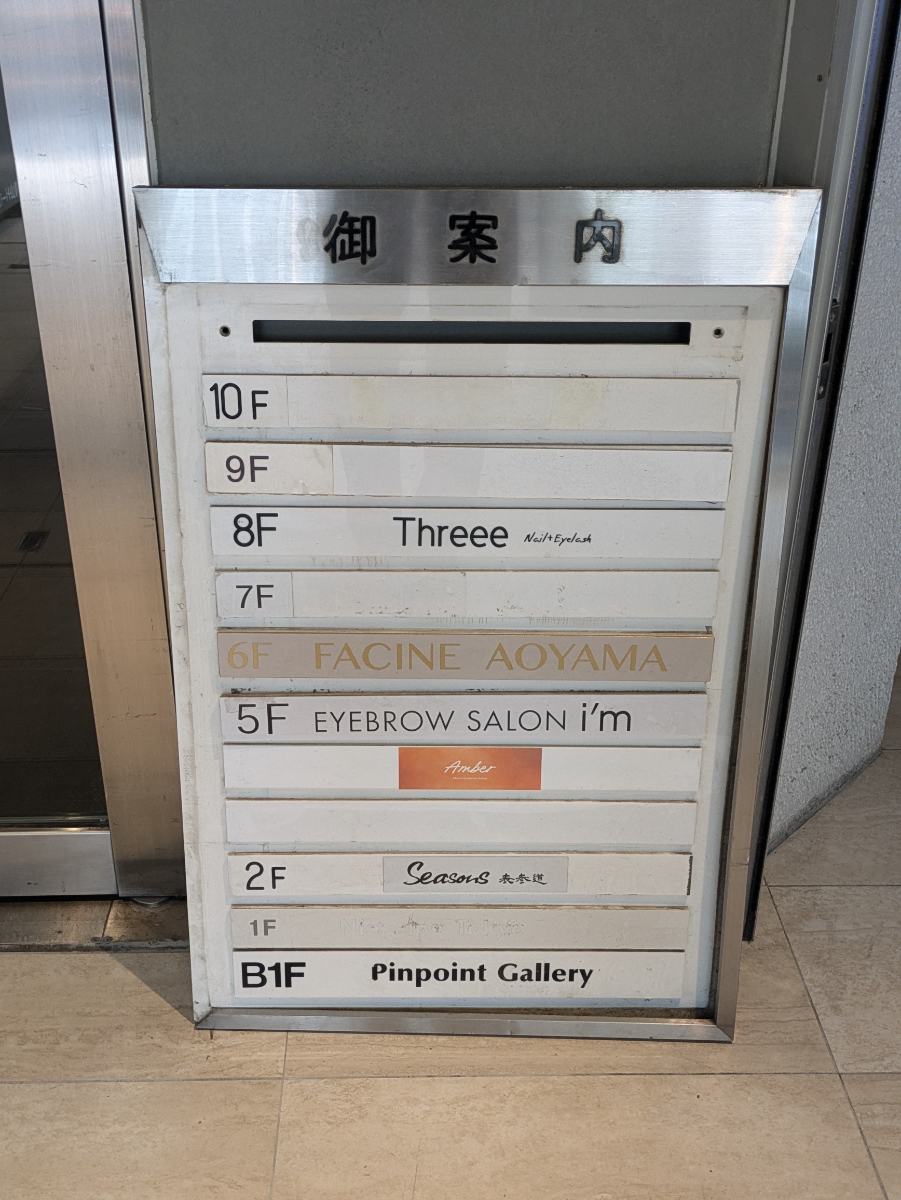 御案内
10F
9F
8F Threee Nail+Eyelash
7F
6F FACINE AOYAMA
5F EYEBROW SALON i'm
Amber
2F Seasons 表参道
1F
B1F Pinpoint Gallery